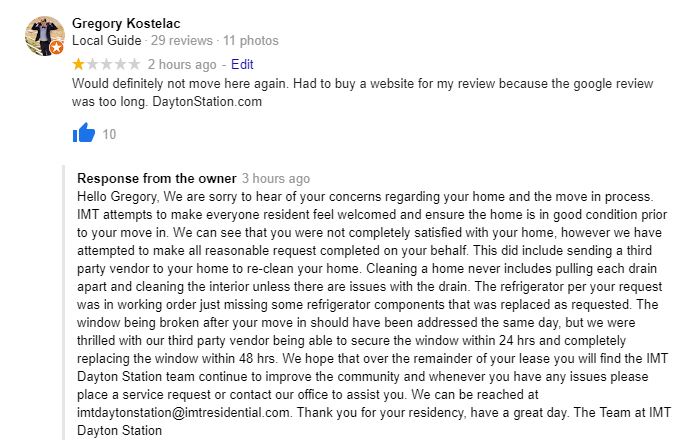 Gregory Kostelac
Local Guide · 29 reviews · 11 photos
2 hours ago - Edit
Would definitely not move here again. Had to buy a website for my review because the google review
was too long. DaytonStation.com
10
Response from the owner 3 hours ago
Hello Gregory, We are sorry to hear of your concerns regarding your home and the move in process.
IMT attempts to make everyone resident feel welcomed and ensure the home is in good condition prior
to your move in. We can see that you were not completely satisfied with your home, however we have
attempted to make all reasonable request completed on your behalf. This did include sending a third
party vendor to your home to re-clean your home. Cleaning a home never includes pulling each drain
apart and cleaning the interior unless there are issues with the drain. The refrigerator per your request
was in working order just missing some refrigerator components that was replaced as requested. The
window being broken after your move in should have been addressed the same day, but we were
thrilled with our third party vendor being able to secure the window within 24 hrs and completely
replacing the window within 48 hrs. We hope that over the remainder of your lease you will find the IMT
Dayton Station team continue to improve the community and whenever you have any issues please
place a service request or contact our office to assist you. We can be reached at
imtdaytonstation@imtresidential.com. Thank you for your residency, have a great day. The Team at IMT
Dayton Station